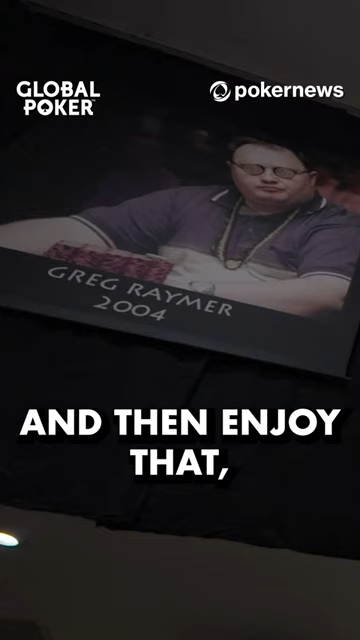 GLOBAL
POKER
pokernews
GREG RAYMER
2004
AND THEN ENJOY
THAT,